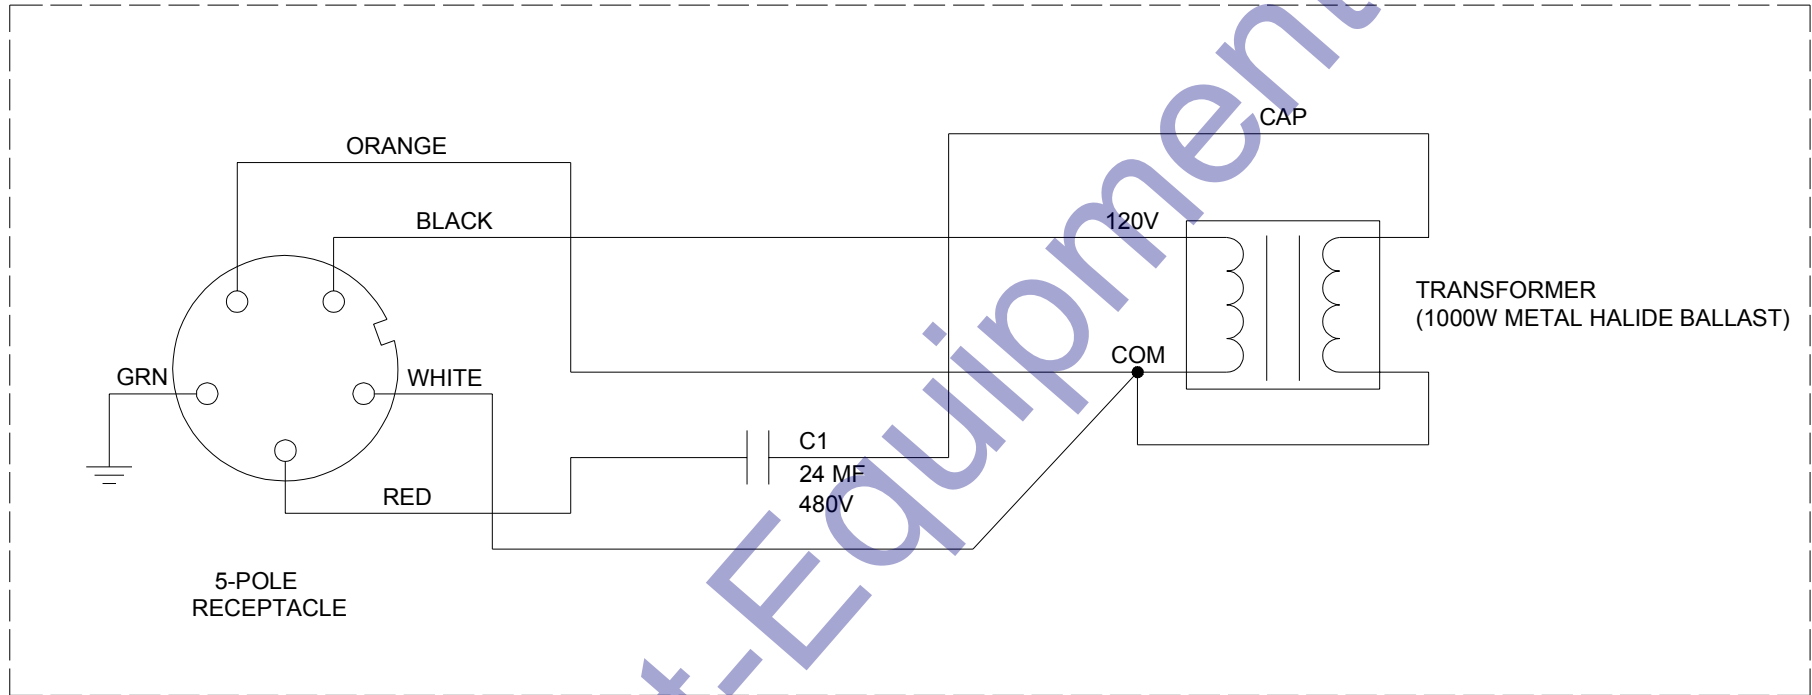 CAP
ORANGE
BLACK
120V
TRANSFORMER
(1000W METAL HALIDE BALLAST)
COM
GRN
WHITE
C1
24 MF
480V
RED
5-POLE
RECEPTACLE
t-Equipment